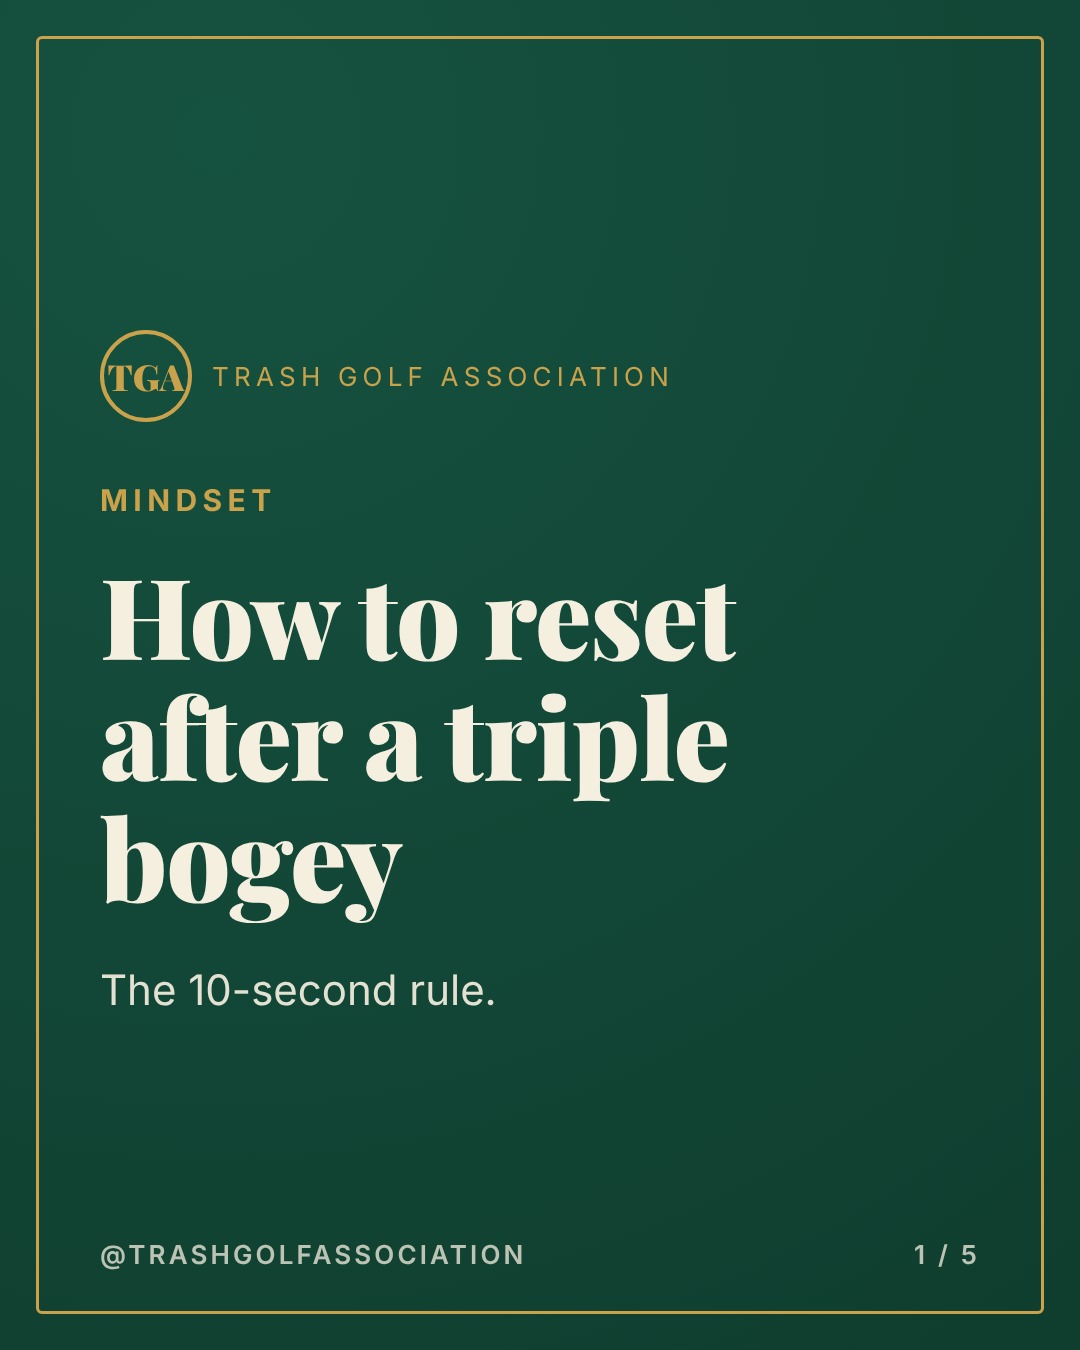 TGA
TRASH GOLF ASSOCIATION
MINDSET
How to reset
after a triple
bogey
The 10-second rule.
@TRASHGOLFASSOCIATION
1 / 5